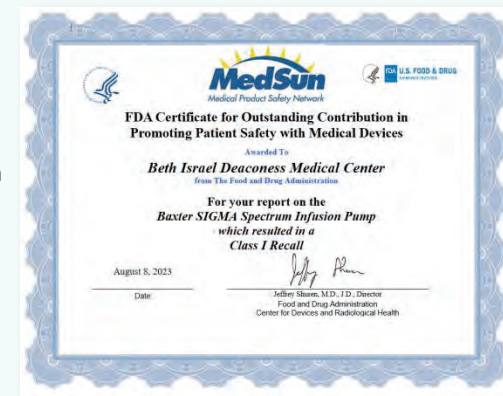 MedSun
Medical Product Safety Network
FDA U.S. FOOD & DRUG
ADMINISTRATION
FDA Certificate for Outstanding Contribution in
Promoting Patient Safety with Medical Devices
Awarded To
Beth Israel Deaconess Medical Center
from The Food and Drug Administration
For your report on the
Baxter SIGMA Spectrum Infusion Pump
which resulted in a
Class I Recall
August 8, 2023
Date
Jeffrey Shuren, M.D., J.D., Director
Food and Drug Administration
Center for Devices and Radiological Health